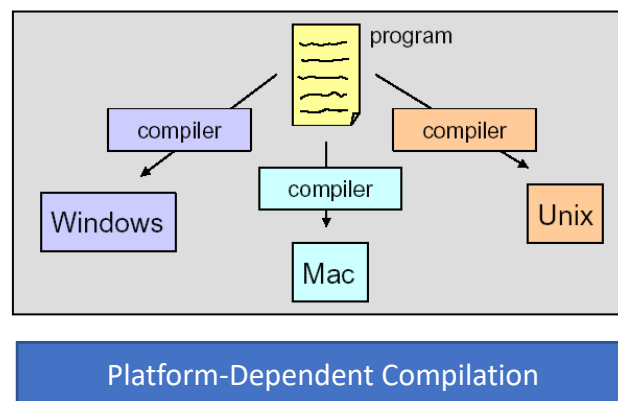 program
compiler
compiler
compiler
Windows
Unix
Mac
Platform-Dependent Compilation